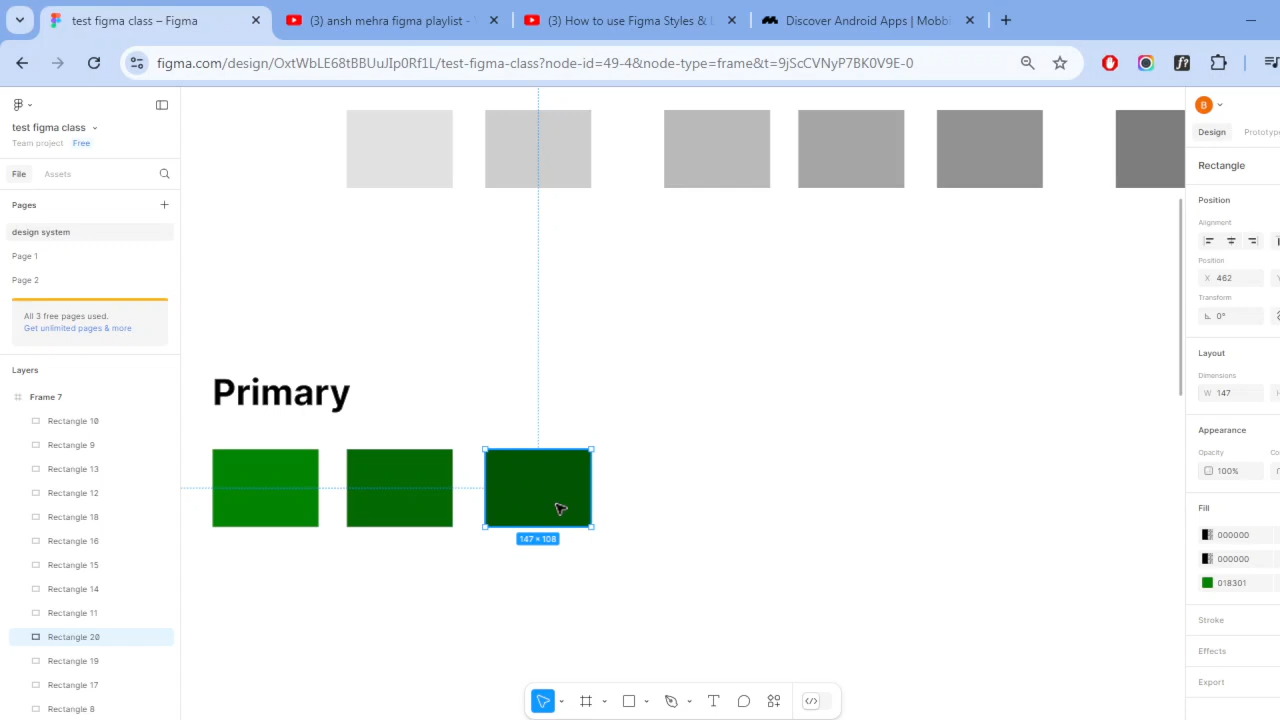 test figma class – Figma
(3) ansh mehra figma playlist -
(3) How to use Figma Styles &
Discover Android Apps | Mobbi
figma.com/design/OxtWbLE68tBBUuJIp0Rf1L/test-figma-class?node-id=49-4&node-type=frame&t=9jScCVNyP7BK0V9E-0
test figma class
Team project Free
File Assets
Pages
design system
Page 1
Page 2
All 3 free pages used.
Get unlimited pages & more
Layers
Frame 7
Rectangle 10
Rectangle 9
Rectangle 13
Rectangle 12
Rectangle 18
Rectangle 16
Rectangle 15
Rectangle 14
Rectangle 11
Rectangle 20
Rectangle 19
Rectangle 17
Rectangle 8
Primary
147 × 108
B
Design Prototype
Rectangle
Position
Alignment
Position
X 462
Transform
0°
Layout
Dimensions
W 147
Appearance
Opacity
100%
Fill
000000
000000
018301
Stroke
Effects
Export